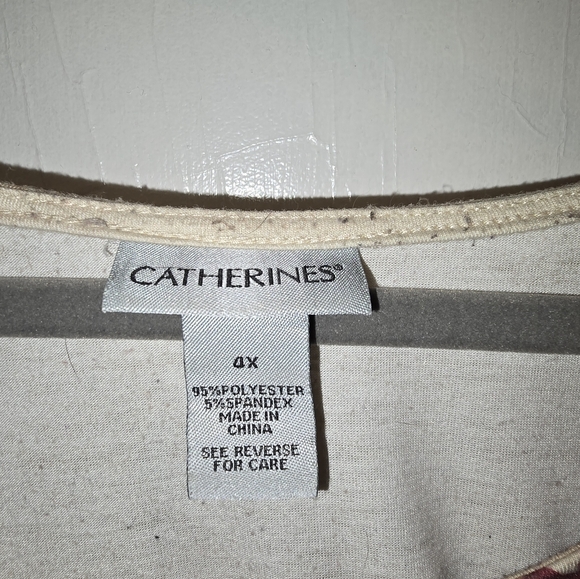 CATHERINES®
4X
95%POLYESTER
5%SPANDEX
MADE IN
CHINA
SEE REVERSE
FOR CARE